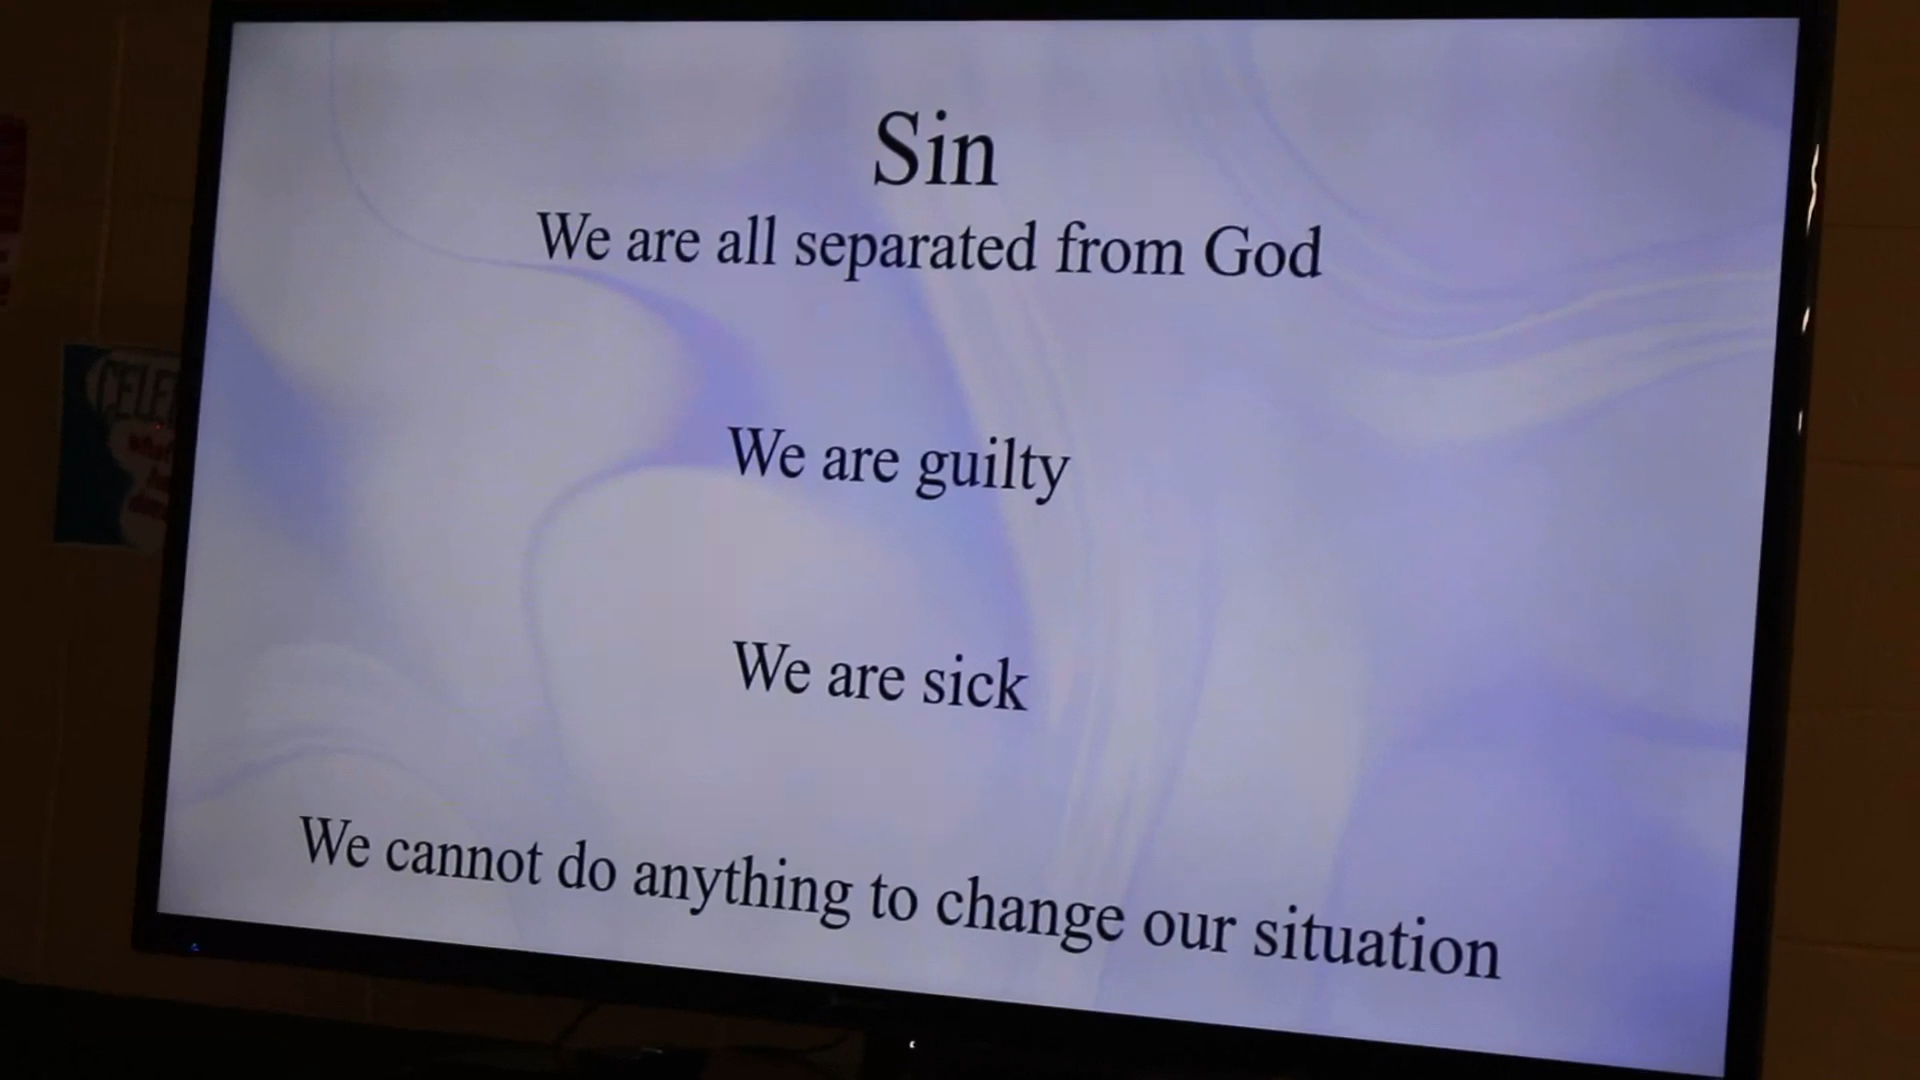 Sin
We are all separated from God
We are guilty
We are sick
We cannot do anything to change our situation